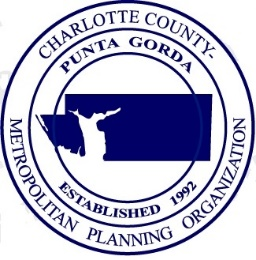 CHARLOTTE COUNTY-
PUNTA GORDA
ESTABLISHED 1992
METROPOLITAN PLANNING ORGANIZATION